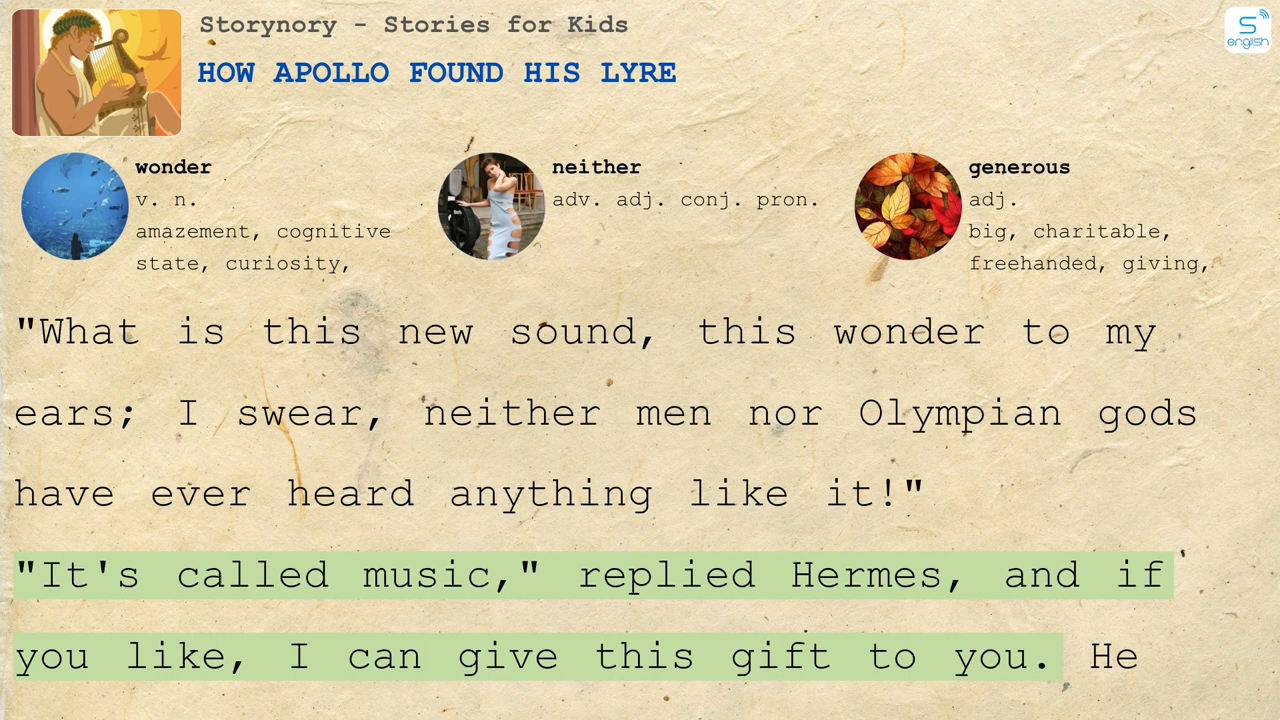 Storynory - Stories for Kids
HOW APOLLO FOUND HIS LYRE
S
english
wonder
v. n.
amazement, cognitive
state, curiosity,
neither
adv. adj. conj. pron.
generous
adj.
big, charitable,
freehanded, giving,
"What is this new sound, this wonder to my
ears; I swear, neither men nor Olympian gods
have ever heard anything like it!"
"It's called music," replied Hermes, and if
you like, I can give this gift to you. He